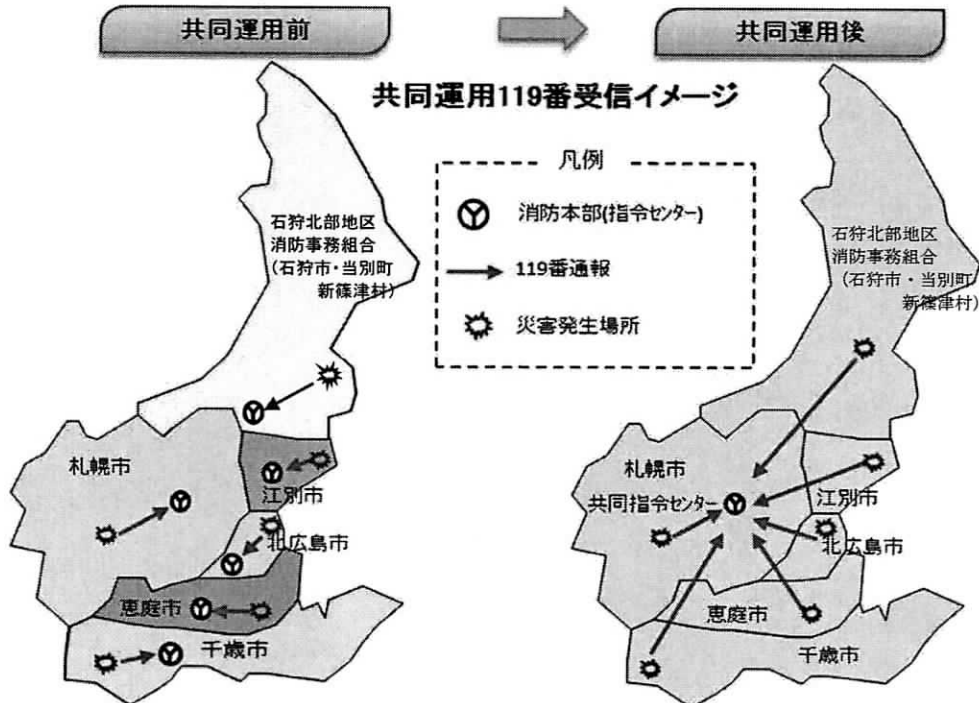 共同運用前
共同運用後
共同運用119番受信イメージ
凡例
消防本部(指令センター)
119番通報
災害発生場所
石狩北部地区
消防事務組合
(石狩市・当別町
新篠津村)
札幌市
江別市
北広島市
恵庭市
千歳市
石狩北部地区
消防事務組合
(石狩市・当別町
新篠津村)
札幌市
共同指令センター
江別市
北広島市
恵庭市
千歳市